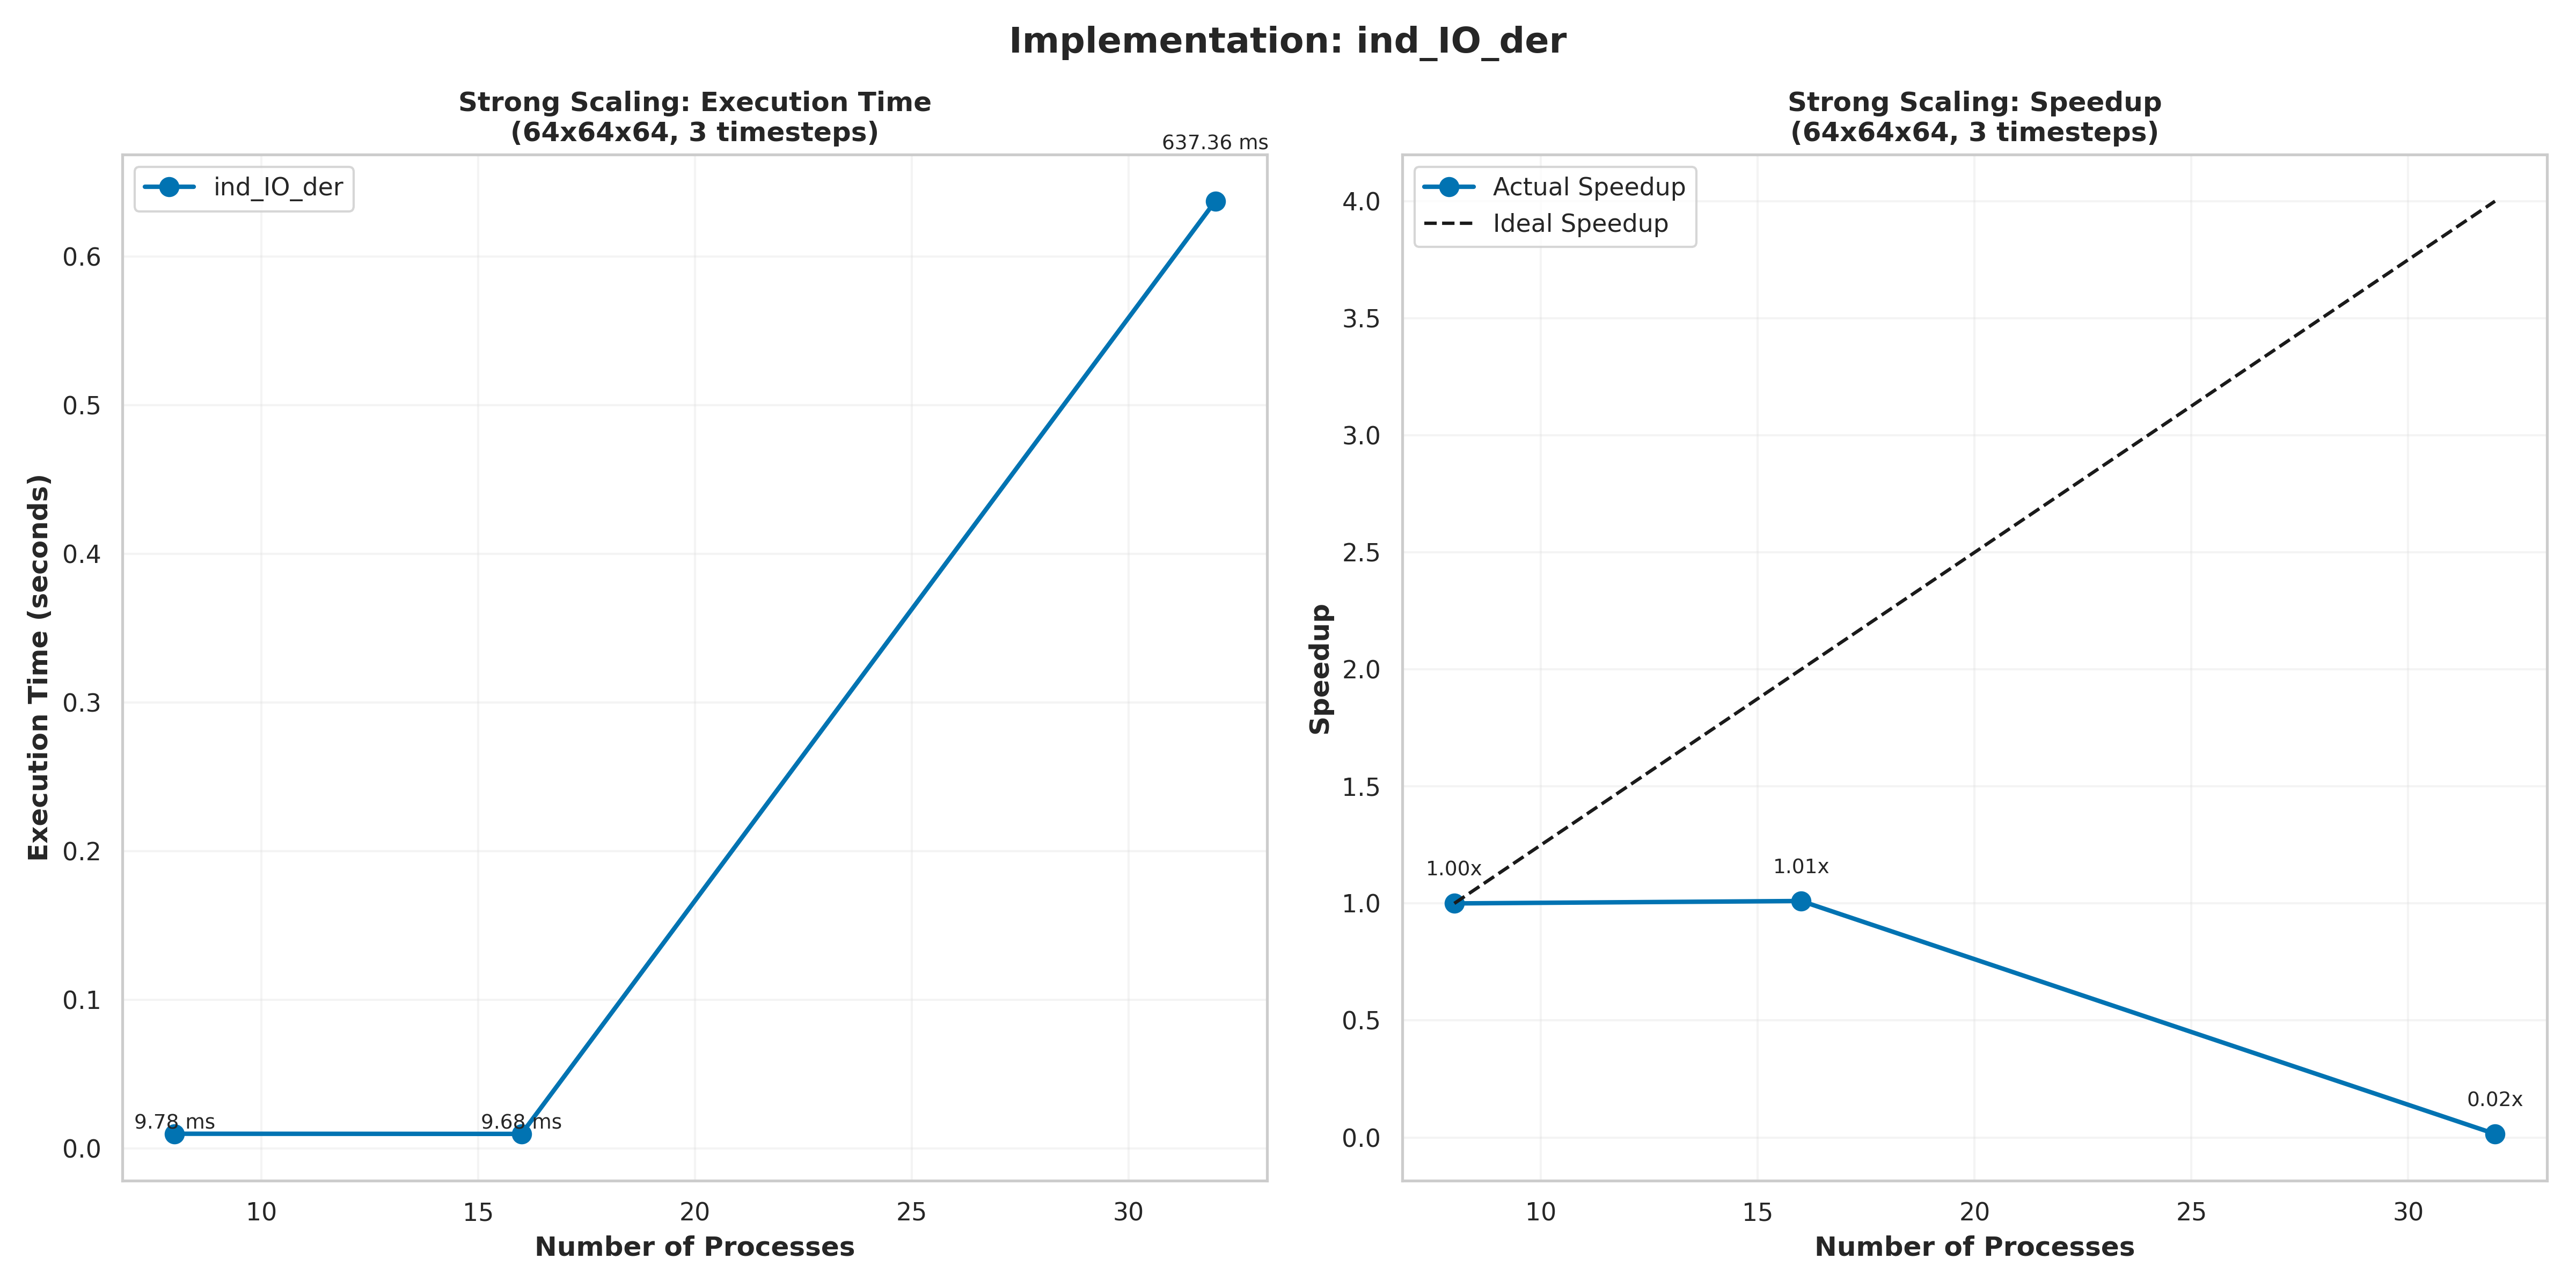 Implementation: ind_IO_der
Strong Scaling: Execution Time
(64x64x64, 3 timesteps)
637.36 ms
ind_IO_der
0.6
0.5
0.4
0.3
0.2
0.1
0.0
9.78 ms
9.68 ms
10
15
20
25
30
Execution Time (seconds)
Number of Processes
Strong Scaling: Speedup
(64x64x64, 3 timesteps)
Actual Speedup
Ideal Speedup
4.0
3.5
3.0
2.5
2.0
1.5
1.0
0.5
0.0
1.00x
1.01x
0.02x
10
15
20
25
30
Speedup
Number of Processes